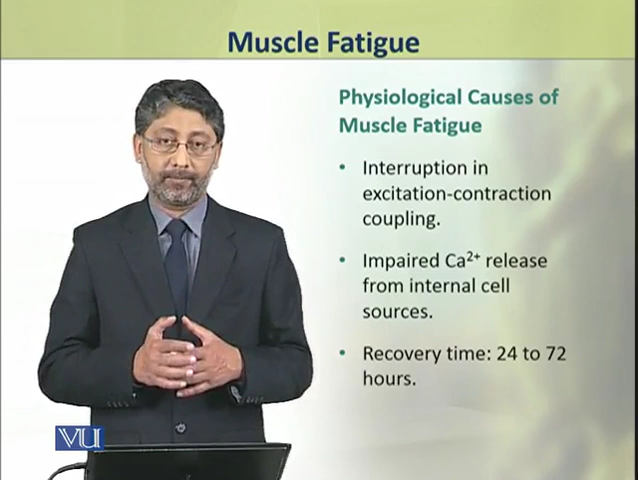 Muscle Fatigue
Physiological Causes of
Muscle Fatigue
• Interruption in
excitation-contraction
coupling.
• Impaired Ca²⁺ release
from internal cell
sources.
• Recovery time: 24 to 72
hours.
VU